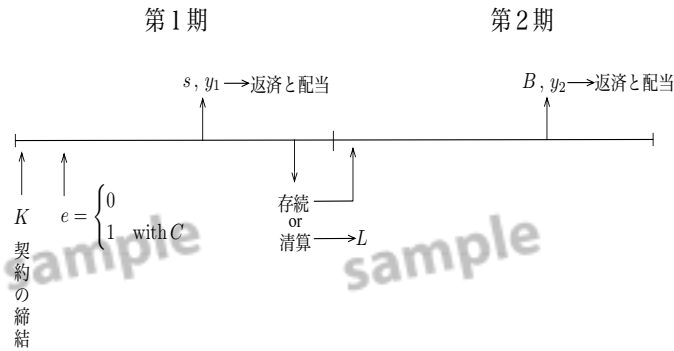 第1期
第2期
s , y₁ → 返済と配当
B , y₂ → 返済と配当
K
契約の締結
e = { 0
1 with C
存続
or
清算 → L
sample
sample